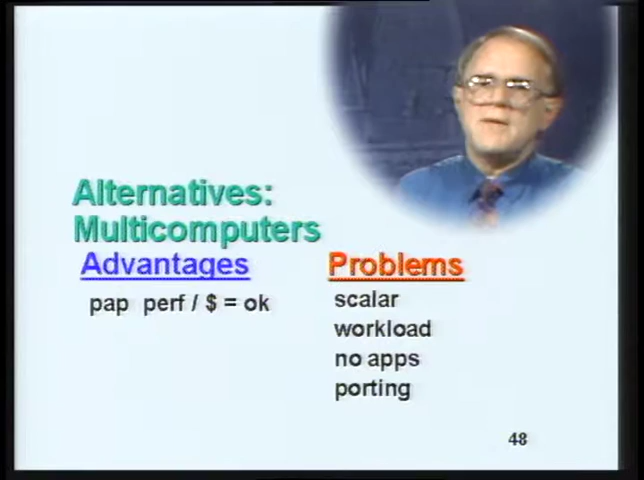 Alternatives:
Multicomputers
Advantages
pap perf / $ = ok
Problems
scalar
workload
no apps
porting
48